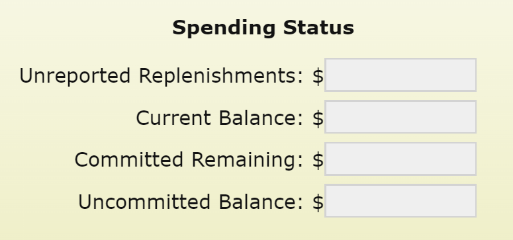 Spending Status
Unreported Replenishments: $
Current Balance: $
Committed Remaining: $
Uncommitted Balance: $